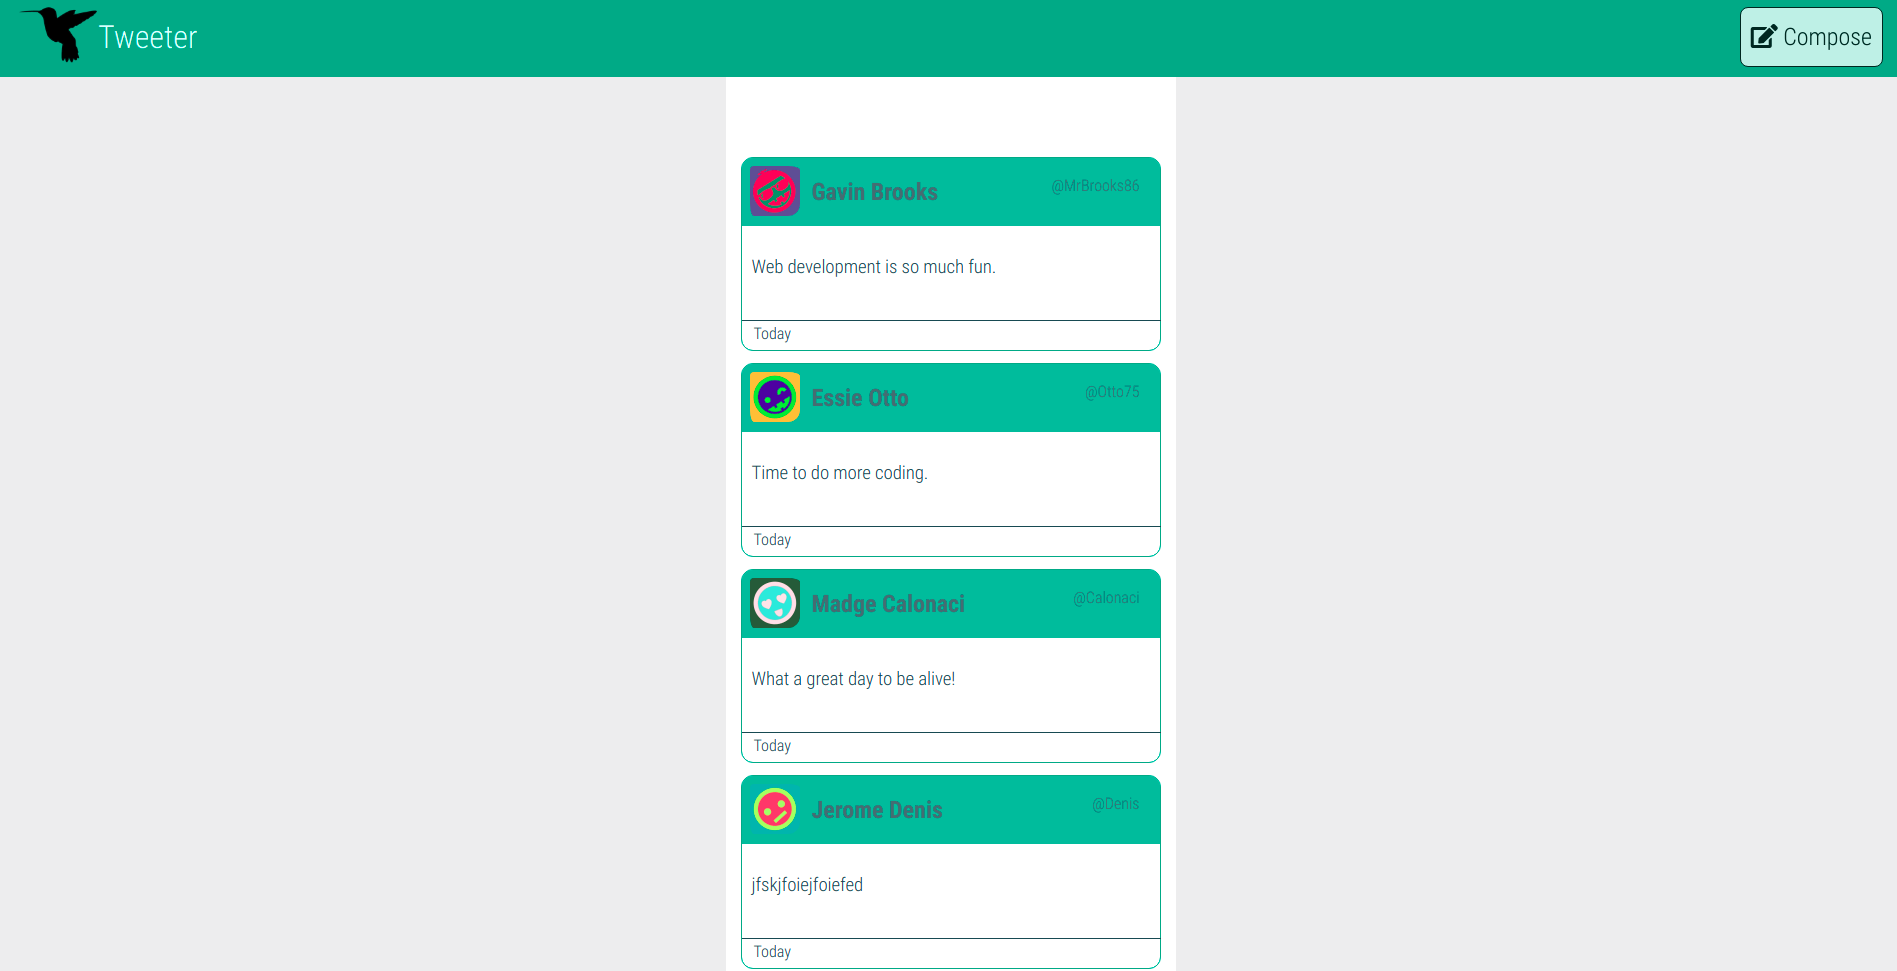 Tweeter
Compose
Gavin Brooks @MrBrooks86
Web development is so much fun.
Today
Essie Otto @Otto75
Time to do more coding.
Today
Madge Calonaci @Calonaci
What a great day to be alive!
Today
Jerome Denis @Denis
jfskjfoiejfoiefed
Today